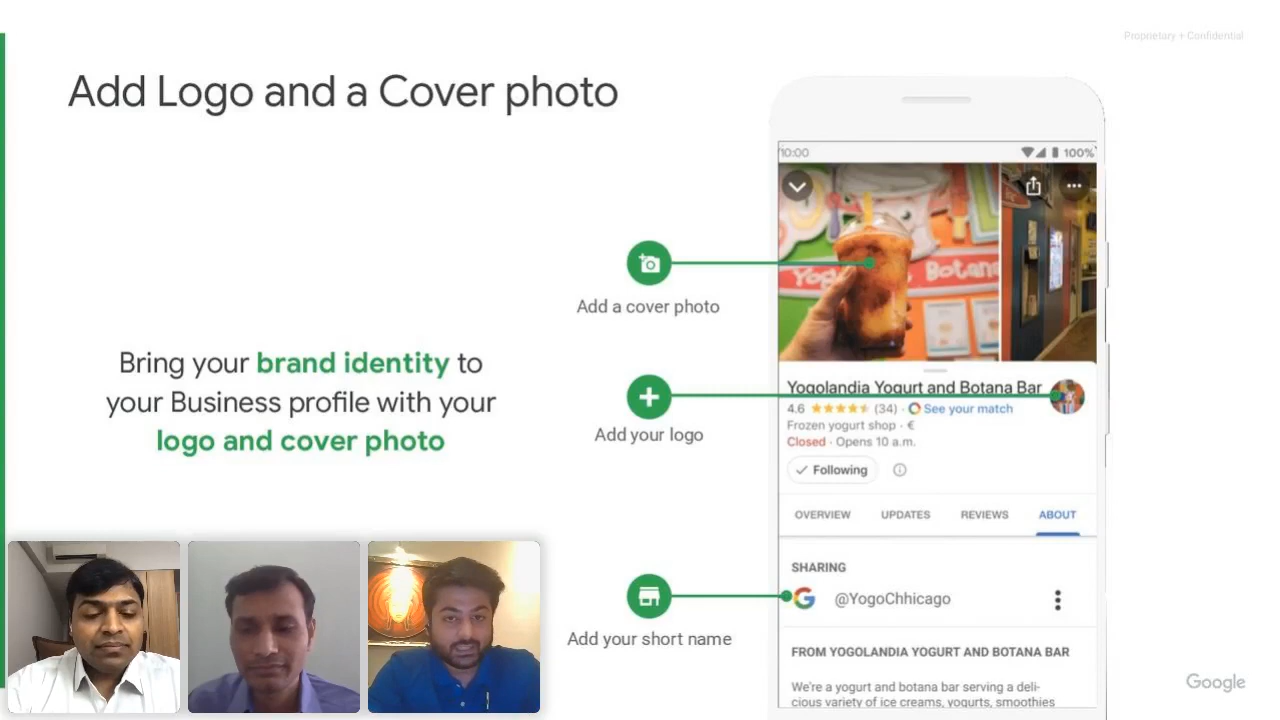 Proprietary + Confidential
Add Logo and a Cover photo
10:00
100%
Yog
Botana
Add a cover photo
Bring your brand identity to
your Business profile with your
logo and cover photo
Add your logo
Yogolandia Yogurt and Botana Bar
4.6 (34) · See your match
Frozen yogurt shop · €
Closed · Opens 10 a.m.
Following
OVERVIEW UPDATES REVIEWS ABOUT
SHARING
@YogoChhicago
Add your short name
FROM YOGOLANDIA YOGURT AND BOTANA BAR
We're a yogurt and botana bar serving a deli-
cious variety of ice creams, yogurts, smoothies
Google